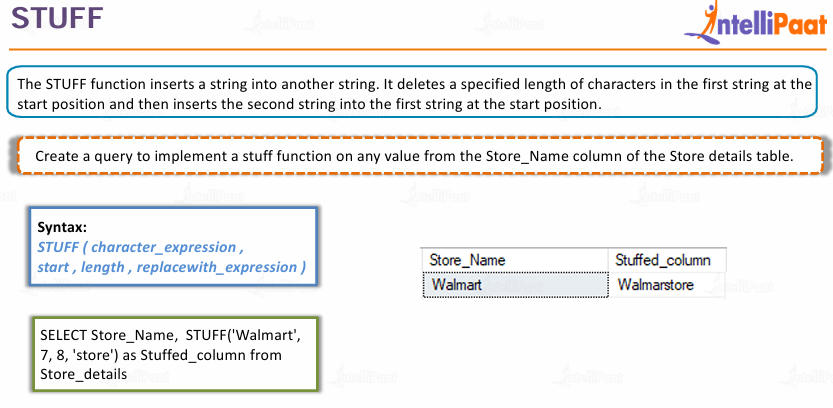 STUFF
IntelliPaat
The STUFF function inserts a string into another string. It deletes a specified length of characters in the first string at the
start position and then inserts the second string into the first string at the start position.
Create a query to implement a stuff function on any value from the Store_Name column of the Store details table.
Syntax:
STUFF ( character_expression ,
start , length , replacewith_expression )
Store_Name Stuffed_column
Walmart Walmarstore
SELECT Store_Name, STUFF('Walmart',
7, 8, 'store') as Stuffed_column from
Store_details